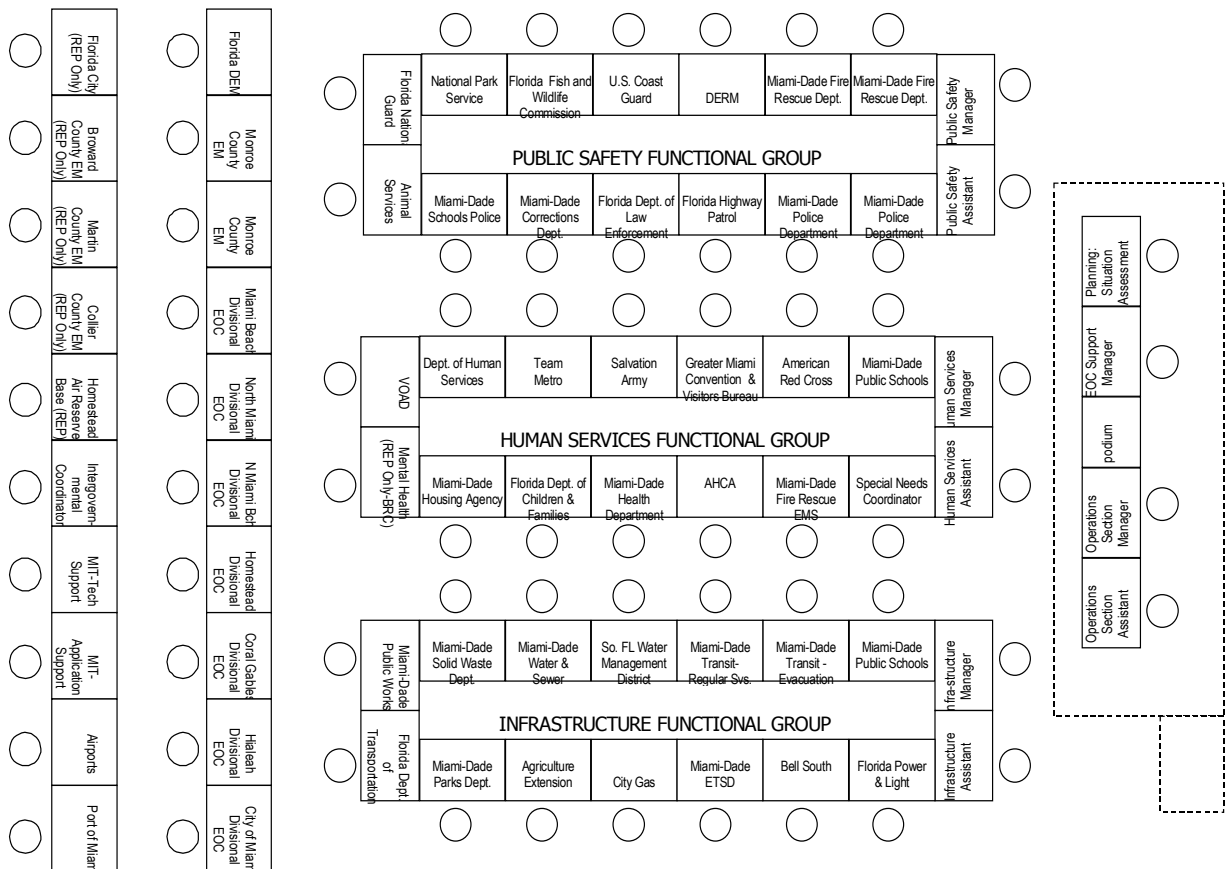 Florida City
(REP Only)
Broward
County EM
(REP Only)
Martin
County EM
(REP Only)
Collier
County EM
(REP Only)
Homestead
Air Reserve
Base (REP)
Intergovern-
mental
Coordinator
MIT-Tech
Support
MIT-
Application
Support
Airports
Port of Miam
Florida DEM
Monroe
County
EM
Monroe
County
EM
Miami Beach
Divisional
EOC
North Miami
Divisional
EOC
N Miami Bch
Divisional
EOC
Homestead
Divisional
EOC
Coral Gables
Divisional
EOC
Hialeah
Divisional
EOC
City of Miam
Divisional
EOC
Florida Nation
Guard
National Park
Service
Florida Fish and
Wildlife
Commission
U.S. Coast
Guard
DERM
Miami-Dade Fire
Rescue Dept.
Miami-Dade Fire
Rescue Dept.
Public Safety
Manager
PUBLIC SAFETY FUNCTIONAL GROUP
Animal
Services
Miami-Dade
Schools Police
Miami-Dade
Corrections
Dept.
Florida Dept. of
Law
Enforcement
Florida Highway
Patrol
Miami-Dade
Police
Department
Miami-Dade
Police
Department
Public Safety
Assistant
VOAD
Dept. of Human
Services
Team
Metro
Salvation
Army
Greater Miami
Convention &
Visitors Bureau
American
Red Cross
Miami-Dade
Public Schools
uman Services
Manager
HUMAN SERVICES FUNCTIONAL GROUP
Mental Health
(REP Only-BRC)
Miami-Dade
Housing Agency
Florida Dept. of
Children &
Families
Miami-Dade
Health
Department
AHCA
Miami-Dade
Fire Rescue
EMS
Special Needs
Coordinator
Human Services
Assistant
Miami-Dade
Public Works
Miami-Dade
Solid Waste
Dept.
Miami-Dade
Water &
Sewer
So. FL Water
Management
District
Miami-Dade
Transit-
Regular Svs.
Miami-Dade
Transit -
Evacuation
Miami-Dade
Public Schools
Infra-structure
Manager
INFRASTRUCTURE FUNCTIONAL GROUP
Florida Dept.
of
Transportation
Miami-Dade
Parks Dept.
Agriculture
Extension
City Gas
Miami-Dade
ETSD
Bell South
Florida Power
& Light
Infrastructure
Assistant
Planning:
Situation
Assessment
EOC Support
Manager
podium
Operations
Section
Manager
Operations
Section
Assistant